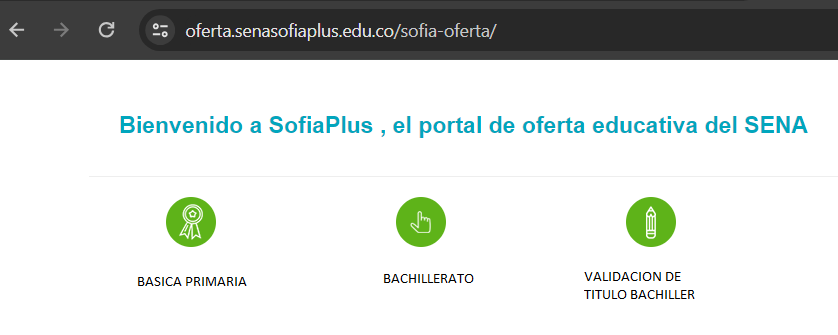 oferta.senasofiaplus.edu.co/sofia-oferta/
Bienvenido a SofiaPlus , el portal de oferta educativa del SENA
BASICA PRIMARIA
BACHILLERATO
VALIDACION DE
TITULO BACHILLER